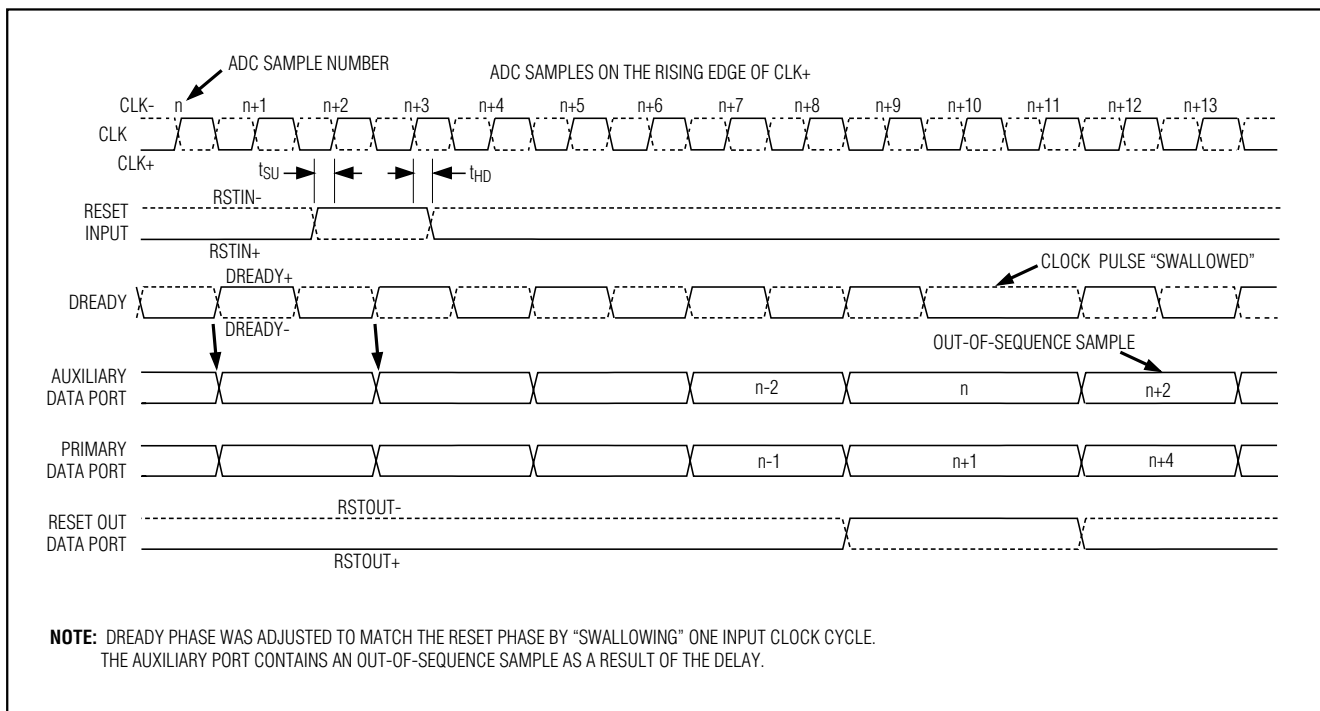 ADC SAMPLE NUMBER
ADC SAMPLES ON THE RISING EDGE OF CLK+
CLK- n n+1 n+2 n+3 n+4 n+5 n+6 n+7 n+8 n+9 n+10 n+11 n+12 n+13
CLK
CLK+
tSU tHD
RSTIN-
RESET
INPUT
RSTIN+
CLOCK PULSE “SWALLOWED”
DREADY+
DREADY
DREADY-
OUT-OF-SEQUENCE SAMPLE
AUXILIARY
DATA PORT
n-2 n n+2
PRIMARY
DATA PORT
n-1 n+1 n+4
RSTOUT-
RESET OUT
DATA PORT
RSTOUT+
NOTE: DREADY PHASE WAS ADJUSTED TO MATCH THE RESET PHASE BY “SWALLOWING” ONE INPUT CLOCK CYCLE.
THE AUXILIARY PORT CONTAINS AN OUT-OF-SEQUENCE SAMPLE AS A RESULT OF THE DELAY.